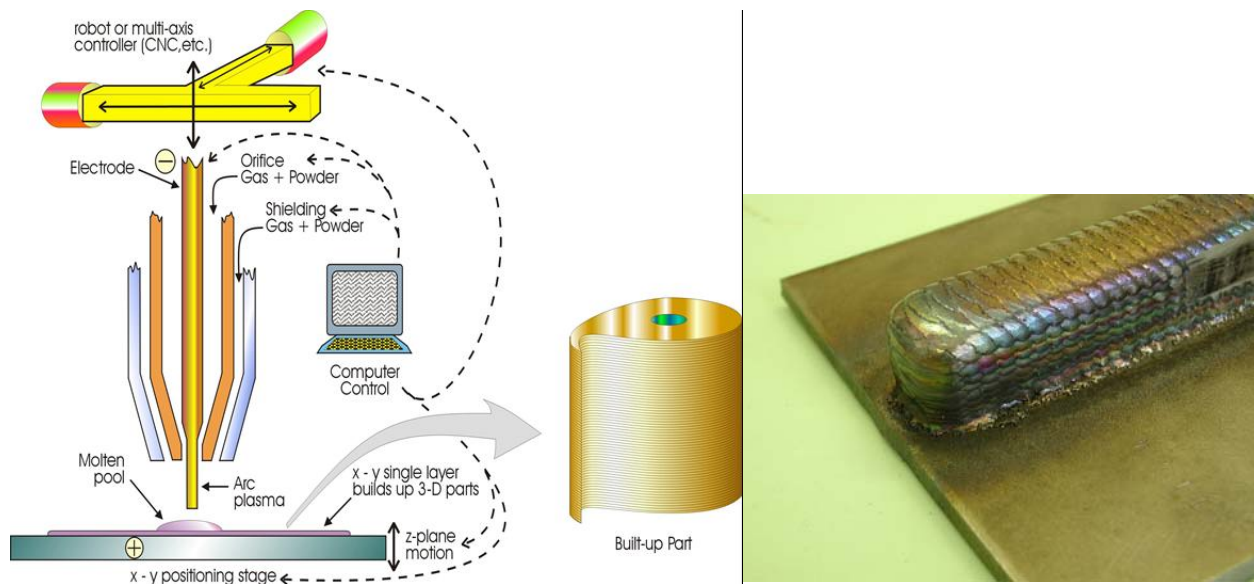 robot or multi-axis
controller (CNC,etc.)
Electrode
−
Orifice
Gas + Powder
Shielding
Gas + Powder
Computer
Control
Molten
pool
Arc
plasma
x - y single layer
builds up 3-D parts
+
z-plane
motion
x - y positioning stage
Built-up Part